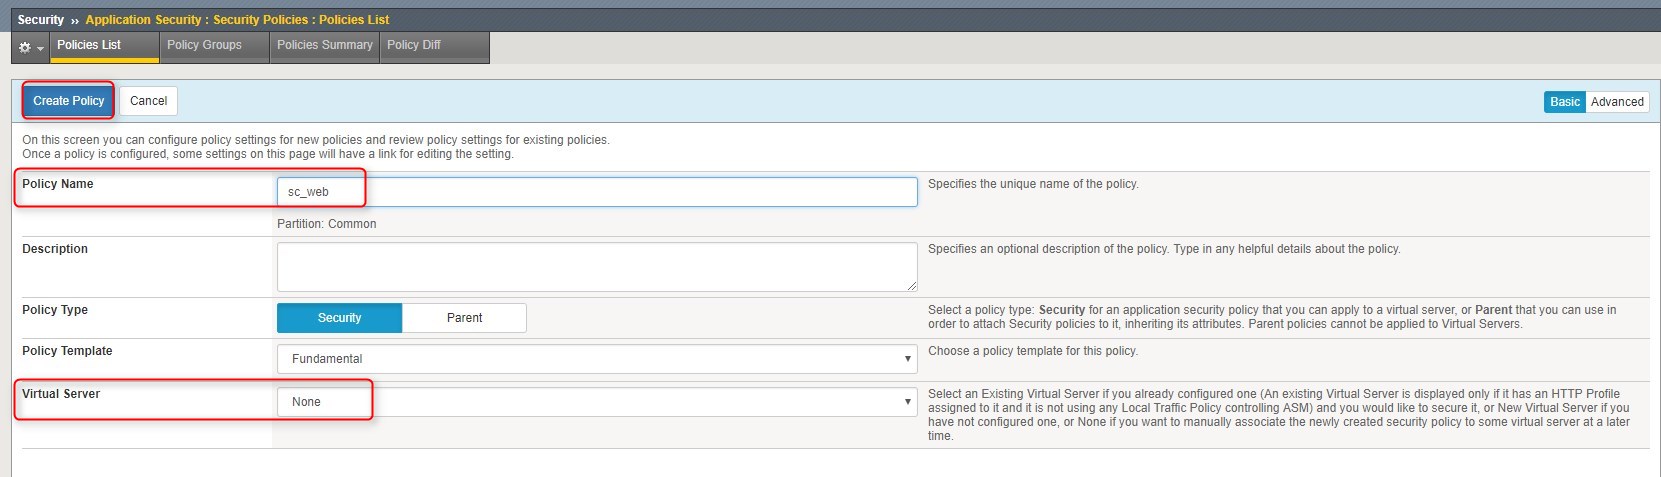 Security ›› Application Security : Security Policies : Policies List
Policies List Policy Groups Policies Summary Policy Diff
Create Policy Cancel Basic Advanced
On this screen you can configure policy settings for new policies and review policy settings for existing policies.
Once a policy is configured, some settings on this page will have a link for editing the setting.
Policy Name sc_web Specifies the unique name of the policy.
Partition: Common
Description Specifies an optional description of the policy. Type in any helpful details about the policy.
Policy Type Security Parent Select a policy type: Security for an application security policy that you can apply to a virtual server, or Parent that you can use in
order to attach Security policies to it, inheriting its attributes. Parent policies cannot be applied to Virtual Servers.
Policy Template Fundamental Choose a policy template for this policy.
Virtual Server None Select an Existing Virtual Server if you already configured one (An existing Virtual Server is displayed only if it has an HTTP Profile
assigned to it and it is not using any Local Traffic Policy controlling ASM) and you would like to secure it, or New Virtual Server if you
have not configured one, or None if you want to manually associate the newly created security policy to some virtual server at a later
time.